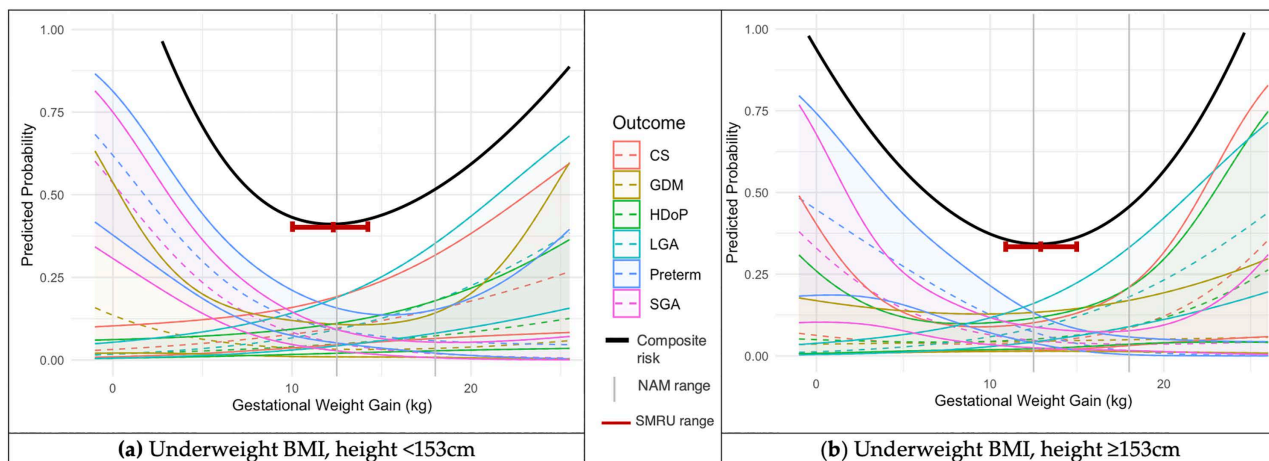 1.00
0.75
0.50
0.25
0.00
Predicted Probability
0
10
20
Gestational Weight Gain (kg)
(a) Underweight BMI, height <153cm
Outcome
CS
GDM
HDoP
LGA
Preterm
SGA
Composite
risk
NAM range
SMRU range
1.00
0.75
0.50
0.25
0.00
Predicted Probability
0
10
20
Gestational Weight Gain (kg)
(b) Underweight BMI, height ≥153cm